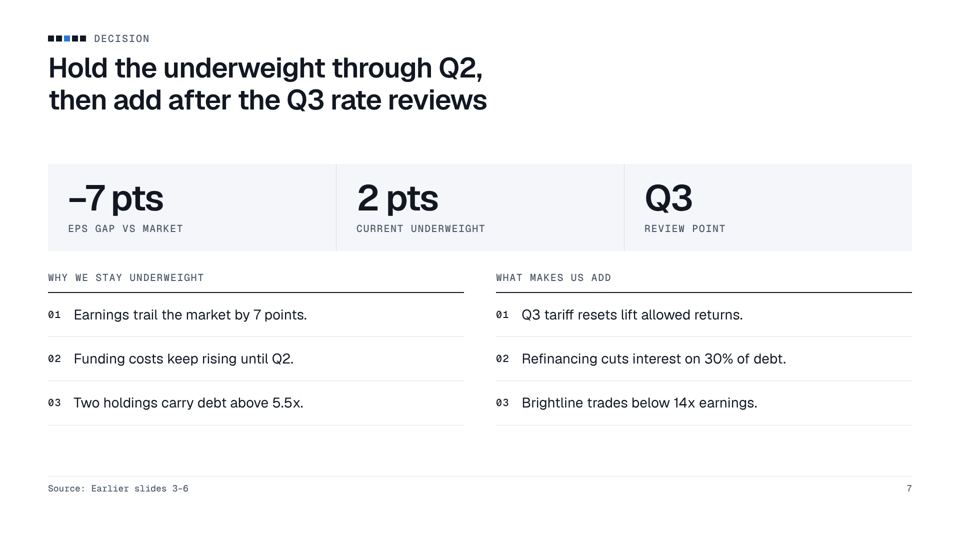 DECISION
Hold the underweight through Q2,
then add after the Q3 rate reviews
–7 pts
EPS GAP VS MARKET
2 pts
CURRENT UNDERWEIGHT
Q3
REVIEW POINT
WHY WE STAY UNDERWEIGHT
01 Earnings trail the market by 7 points.
02 Funding costs keep rising until Q2.
03 Two holdings carry debt above 5.5x.
WHAT MAKES US ADD
01 Q3 tariff resets lift allowed returns.
02 Refinancing cuts interest on 30% of debt.
03 Brightline trades below 14x earnings.
Source: Earlier slides 3–6
7